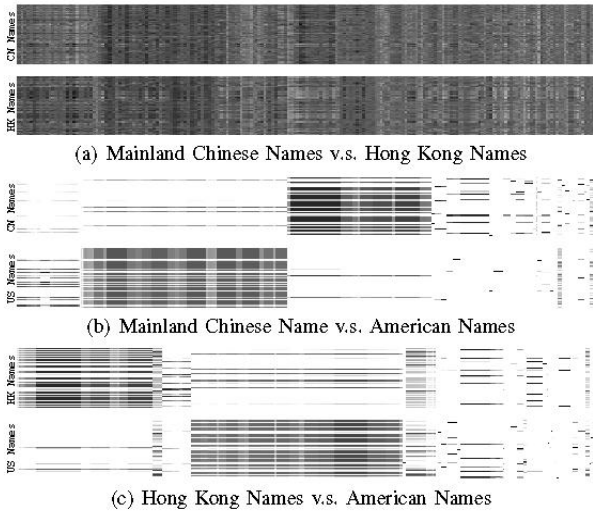 CN Names
HK Names
(a) Mainland Chinese Names v.s. Hong Kong Names
CN Names
US Names
(b) Mainland Chinese Name v.s. American Names
HK Names
US Names
(c) Hong Kong Names v.s. American Names